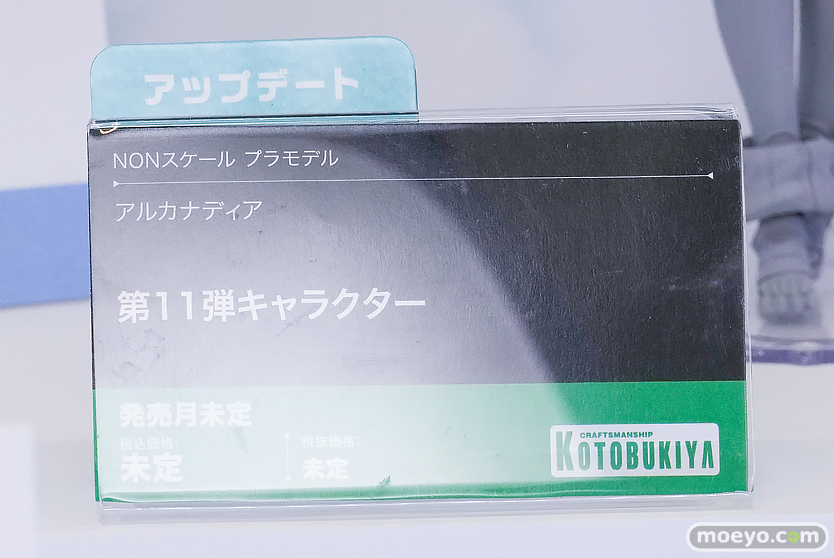 アップデート
NONスケール プラモデル
アルカナディア
第11弾キャラクター
発売月未定
税込価格:
未定
税抜価格:
未定
CRAFTSMANSHIP
KOTOBUKIYA
moeyo.com